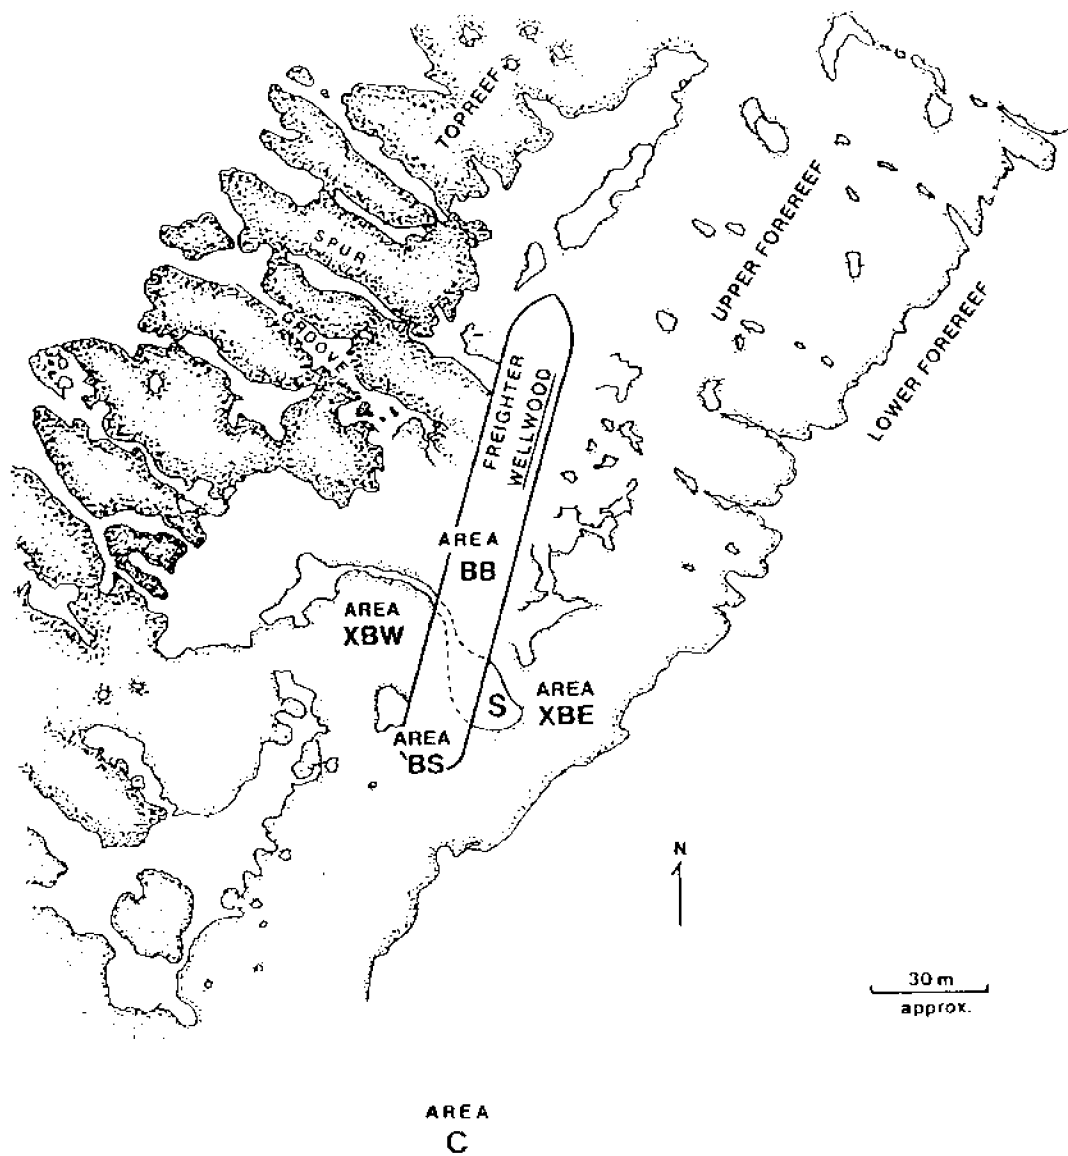 TOPREEF
SPUR
GROOVE
UPPER FOREREEF
LOWER FOREREEF
FREIGHTER
WELLWOOD
AREA
BB
AREA
XBW
AREA
XBE
S
AREA
BS
N
30 m
approx.
AREA
C